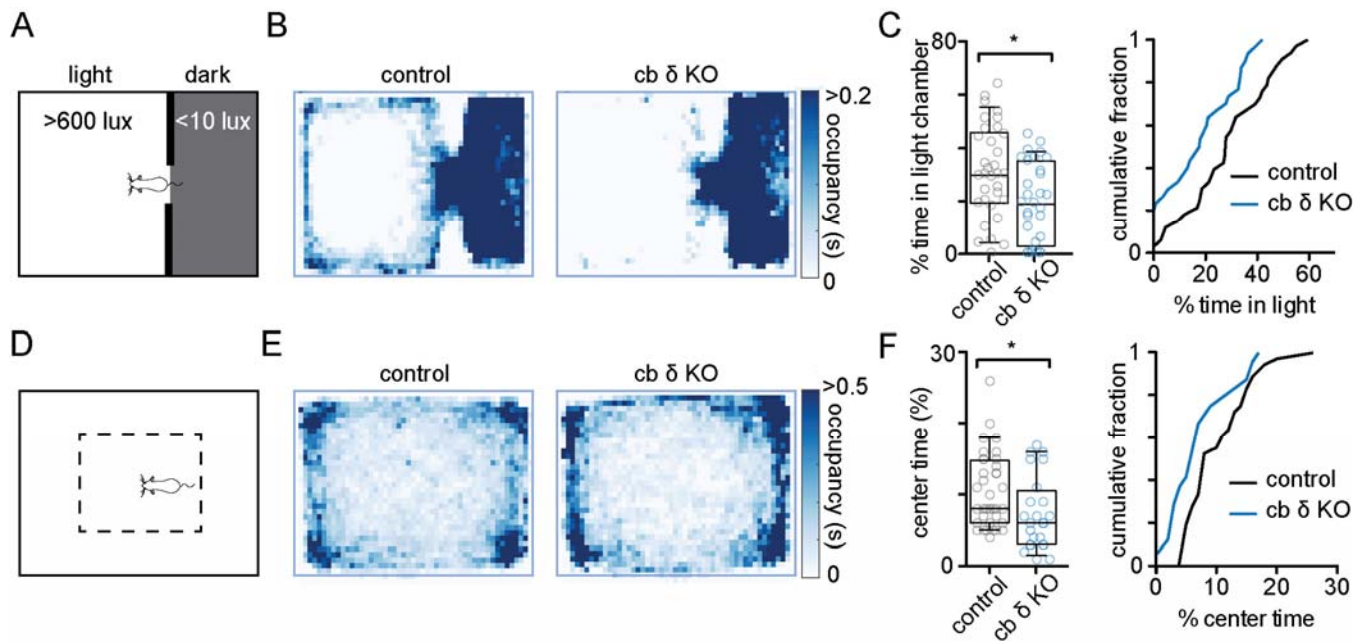 A
light dark
>600 lux <10 lux
B
control cb δ KO
>0.2
occupancy (s)
0
C
80
% time in light chamber
0
control
cb δ KO
*
1
cumulative fraction
0
control
cb δ KO
0 20 40 60
% time in light
D
E
control cb δ KO
>0.5
occupancy (s)
0
F
30
center time (%)
0
control
cb δ KO
*
1
cumulative fraction
0
control
cb δ KO
0 10 20 30
% center time